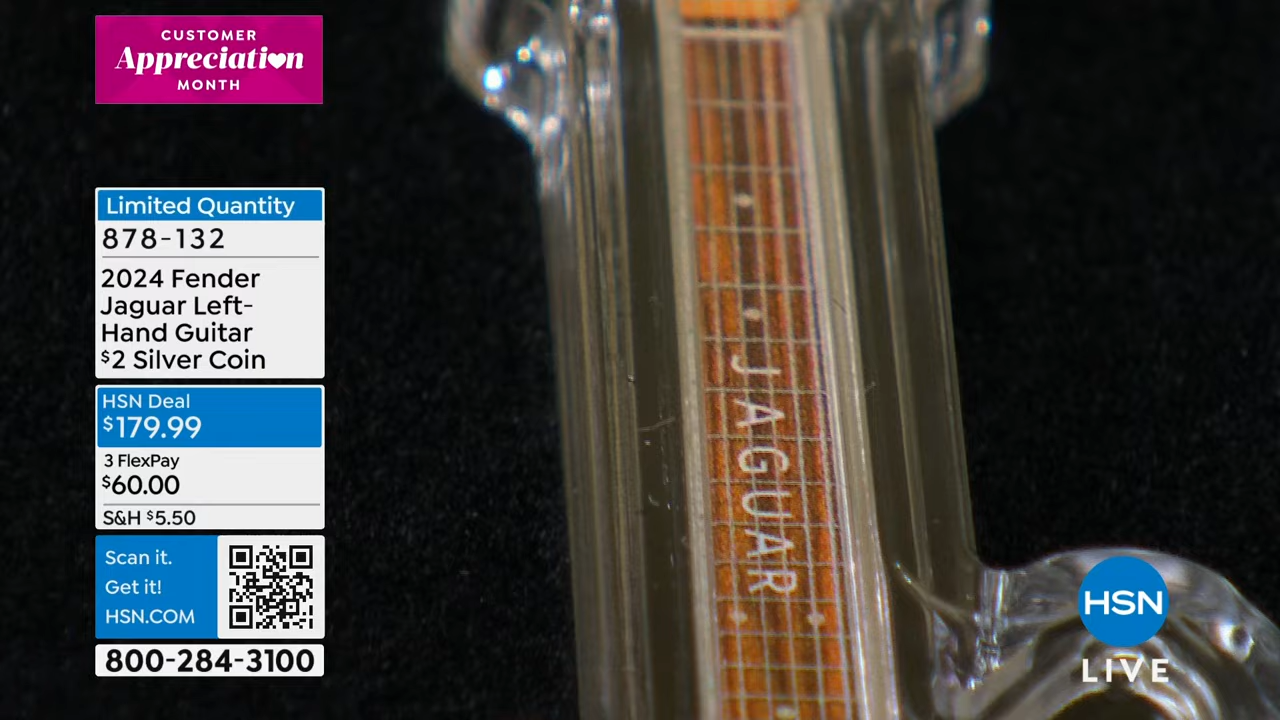 CUSTOMER
Appreciation
MONTH
Limited Quantity
878-132
2024 Fender
Jaguar Left-
Hand Guitar
$2 Silver Coin
HSN Deal
$179.99
3 FlexPay
$60.00
S&H $5.50
Scan it.
Get it!
HSN.COM
800-284-3100
JAGUAR
HSN
LIVE